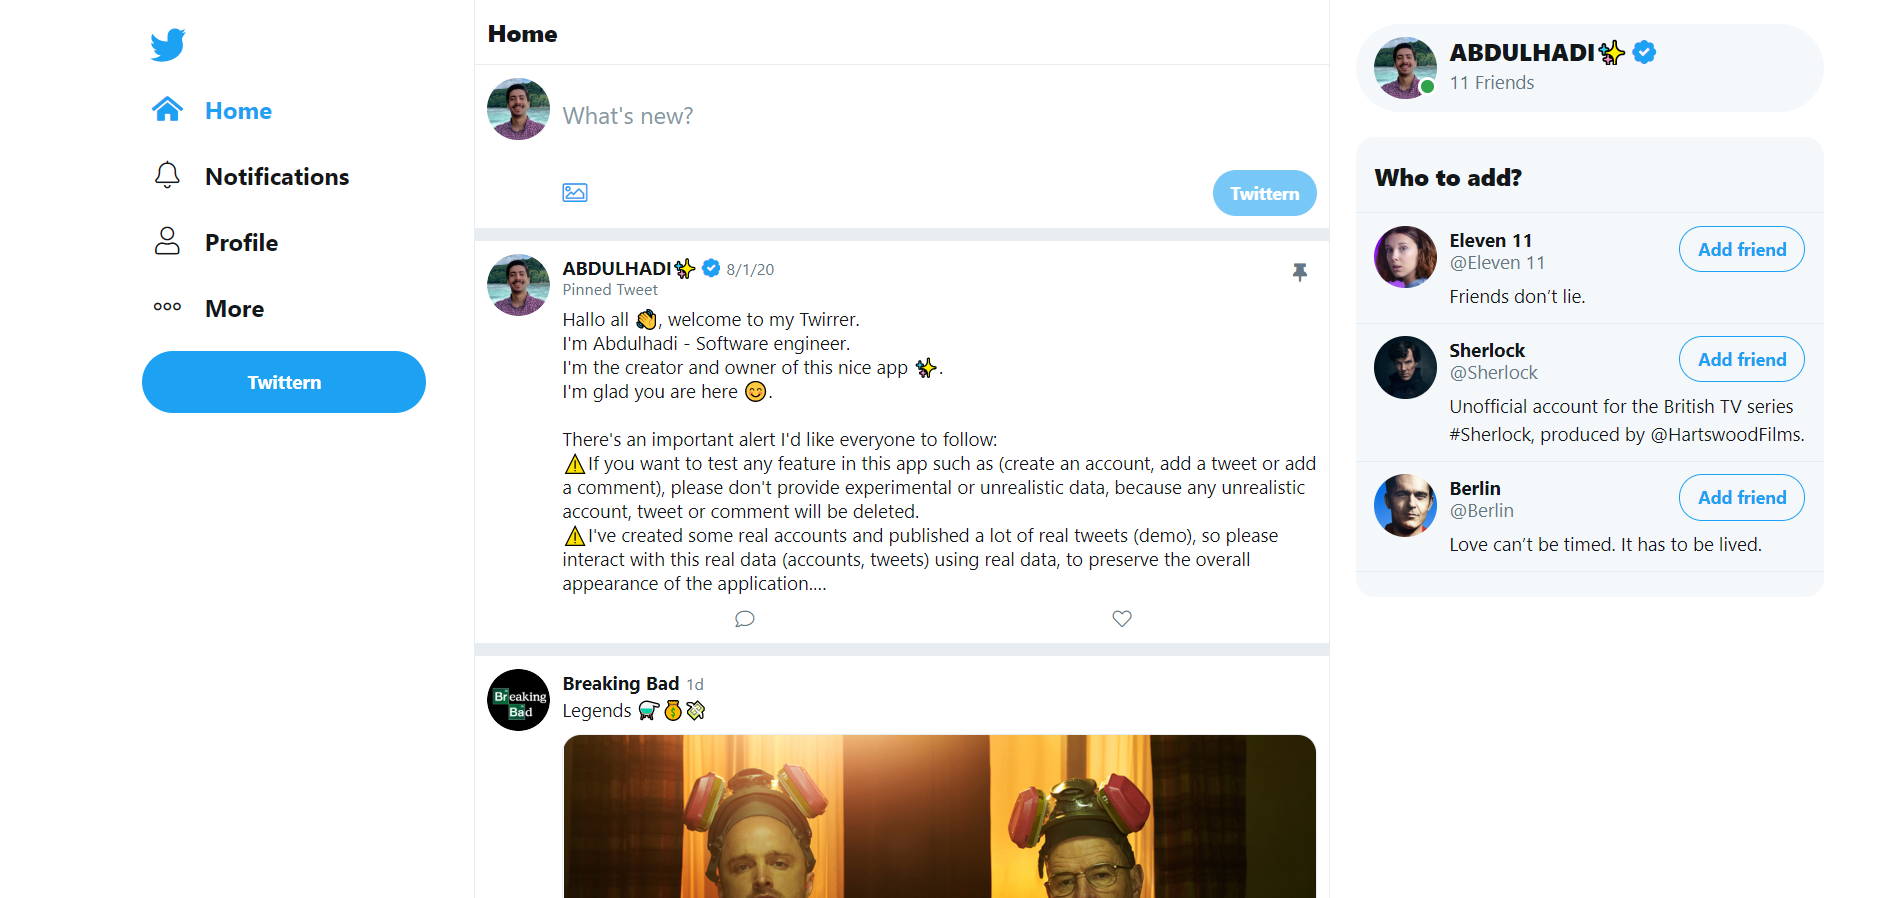 Home
Notifications
Profile
More
Twittern
Home
What's new?
Twittern
ABDULHADI✨ 8/1/20
Pinned Tweet
Hallo all 👋, welcome to my Twirrer.
I'm Abdulhadi - Software engineer.
I'm the creator and owner of this nice app ✨.
I'm glad you are here 😊.
There's an important alert I'd like everyone to follow:
⚠️If you want to test any feature in this app such as (create an account, add a tweet or add
a comment), please don't provide experimental or unrealistic data, because any unrealistic
account, tweet or comment will be deleted.
⚠️I've created some real accounts and published a lot of real tweets (demo), so please
interact with this real data (accounts, tweets) using real data, to preserve the overall
appearance of the application....
Breaking
Bad
Breaking Bad 1d
Legends ⚗️💰💸
ABDULHADI✨
11 Friends
Who to add?
Eleven 11
@Eleven 11
Add friend
Friends don’t lie.
Sherlock
@Sherlock
Add friend
Unofficial account for the British TV series
#Sherlock, produced by @HartswoodFilms.
Berlin
@Berlin
Add friend
Love can’t be timed. It has to be lived.